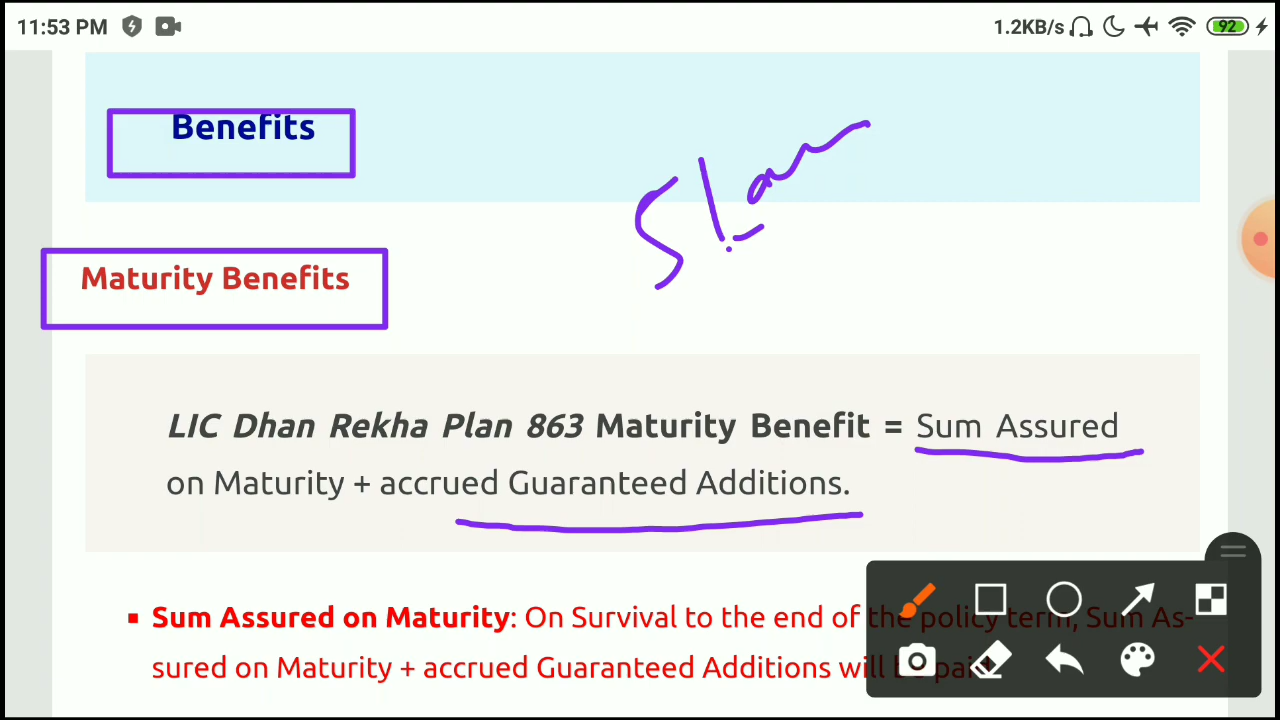 11:53 PM 1.2KB/s 92
Benefits
Maturity Benefits
LIC Dhan Rekha Plan 863 Maturity Benefit = Sum Assured
on Maturity + accrued Guaranteed Additions.
Sum Assured on Maturity: On Survival to the end of the policy term, Sum As-
sured on Maturity + accrued Guaranteed Additions will be paid